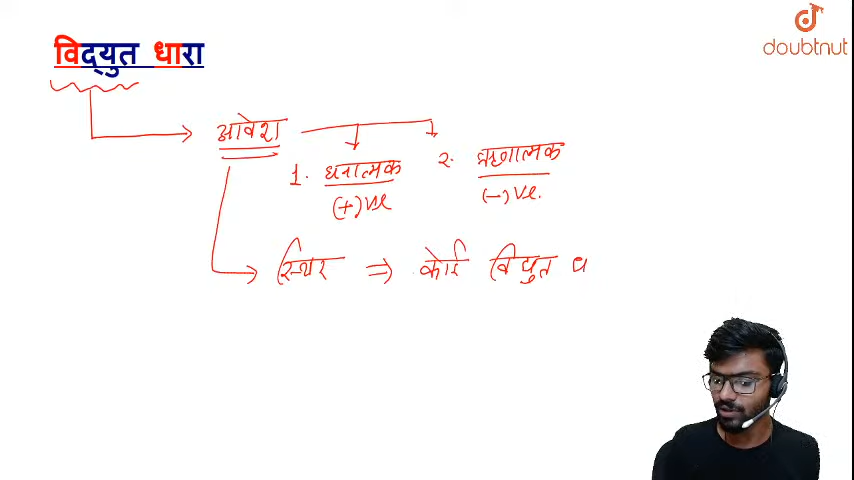 doubtnut
विद्युत धारा
आवेश
1. धनात्मक 2. ऋणात्मक
(+)ve (-)ve.
स्थिर ⇒ कोई विद्युत ध